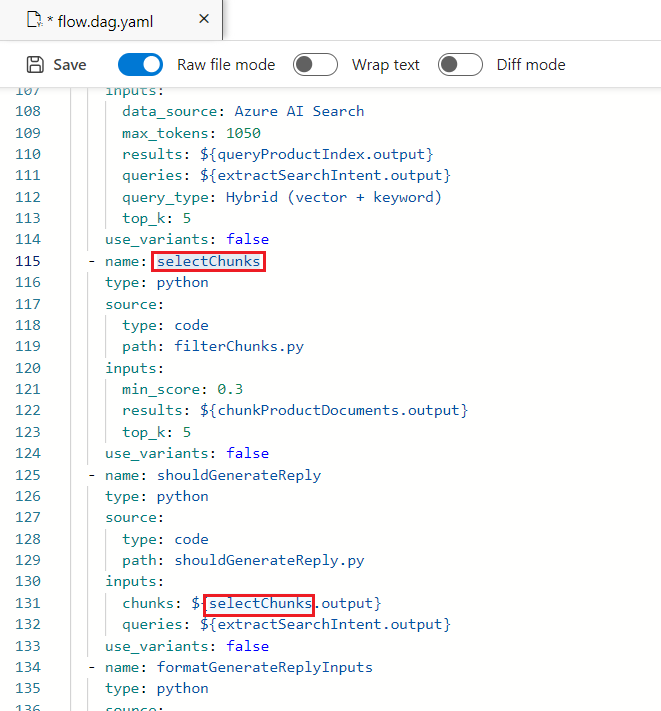 * flow.dag.yaml ×
Save Raw file mode Wrap text Diff mode
107 inputs:
108 data_source: Azure AI Search
109 max_tokens: 1050
110 results: ${queryProductIndex.output}
111 queries: ${extractSearchIntent.output}
112 query_type: Hybrid (vector + keyword)
113 top_k: 5
114 use_variants: false
115 - name: selectChunks
116 type: python
117 source:
118 type: code
119 path: filterChunks.py
120 inputs:
121 min_score: 0.3
122 results: ${chunkProductDocuments.output}
123 top_k: 5
124 use_variants: false
125 - name: shouldGenerateReply
126 type: python
127 source:
128 type: code
129 path: shouldGenerateReply.py
130 inputs:
131 chunks: ${selectChunks.output}
132 queries: ${extractSearchIntent.output}
133 use_variants: false
134 - name: formatGenerateReplyInputs
135 type: python
136 source: